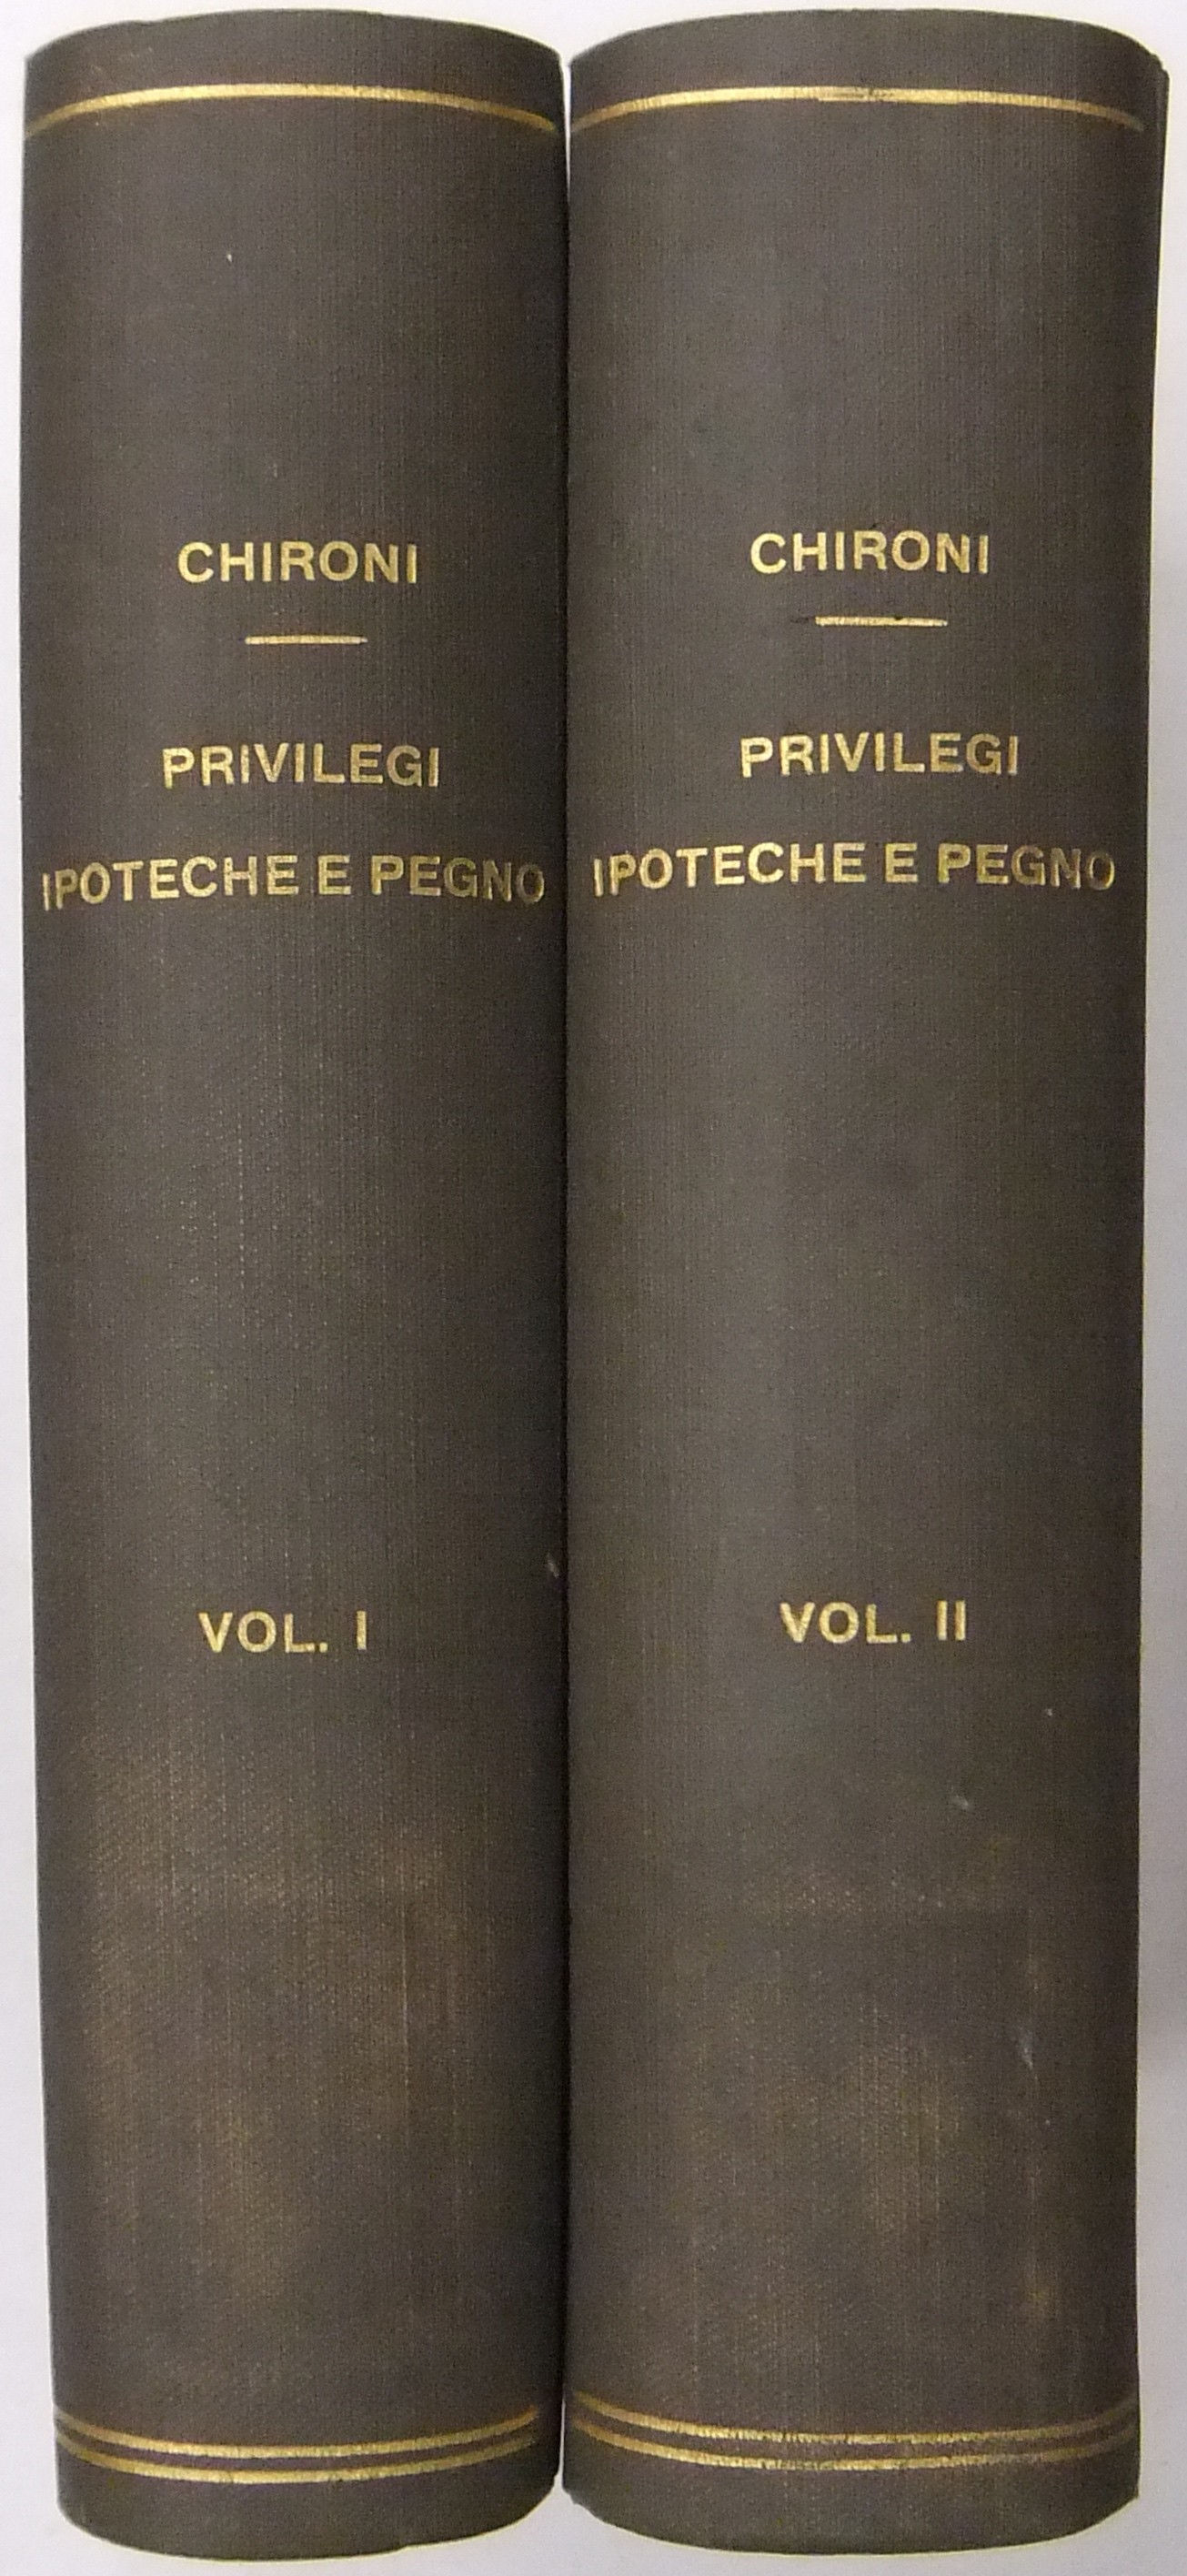 CHIRONI
PRIVILEGI
IPOTECHE E PEGNO
VOL. I
CHIRONI
PRIVILEGI
IPOTECHE E PEGNO
VOL. II